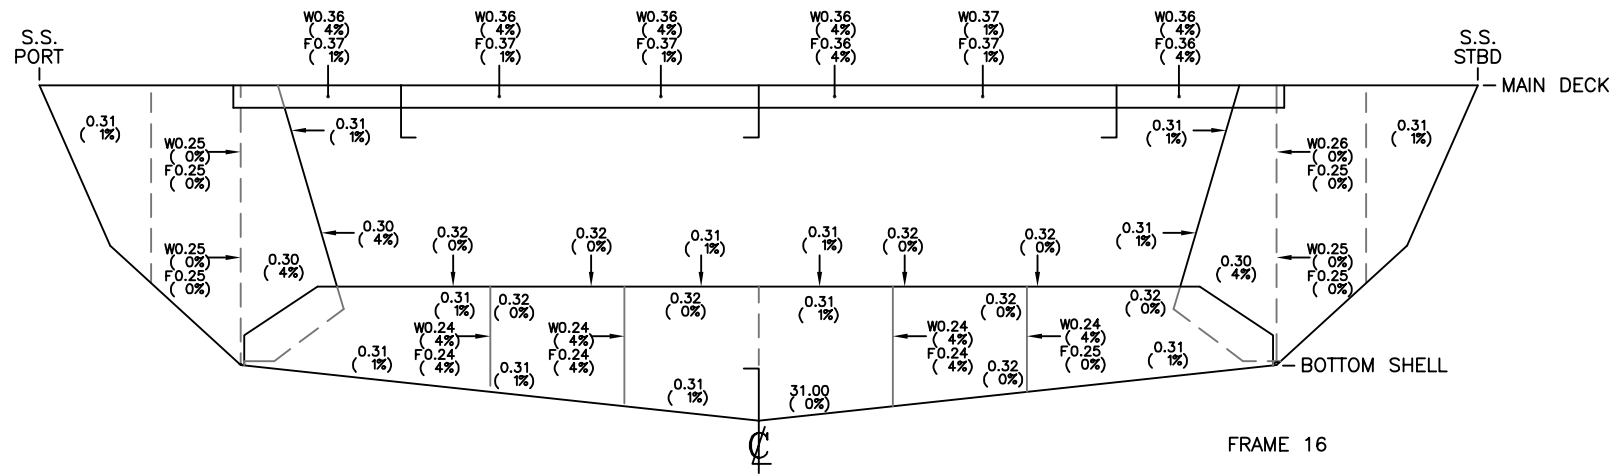 W0.36
( 4%)
F0.37
( 1%)
W0.36
( 4%)
F0.37
( 1%)
W0.36
( 4%)
F0.37
( 1%)
W0.36
( 4%)
F0.36
( 4%)
W0.37
( 1%)
F0.37
( 1%)
W0.36
( 4%)
F0.36
( 4%)
S.S.
PORT
S.S.
STBD
MAIN DECK
0.31
( 1%)
0.31
( 1%)
0.31
( 1%)
0.31
( 1%)
W0.25
( 0%)
F0.25
( 0%)
W0.26
( 0%)
F0.25
( 0%)
0.30
( 4%)
0.32
( 0%)
0.32
( 0%)
0.31
( 1%)
0.31
( 1%)
0.32
( 0%)
0.32
( 0%)
0.31
( 1%)
W0.25
( 0%)
F0.25
( 0%)
0.30
( 4%)
0.30
( 4%)
W0.25
( 0%)
F0.25
( 0%)
0.31
( 1%)
0.32
( 0%)
0.32
( 0%)
0.31
( 1%)
0.32
( 0%)
0.32
( 0%)
W0.24
( 4%)
F0.24
( 4%)
W0.24
( 4%)
F0.24
( 4%)
W0.24
( 4%)
F0.24
( 4%)
W0.24
( 4%)
F0.25
( 0%)
0.31
( 1%)
0.31
( 1%)
0.31
( 1%)
31.00
( 0%)
0.32
( 0%)
0.31
( 1%)
BOTTOM SHELL
℄
FRAME 16